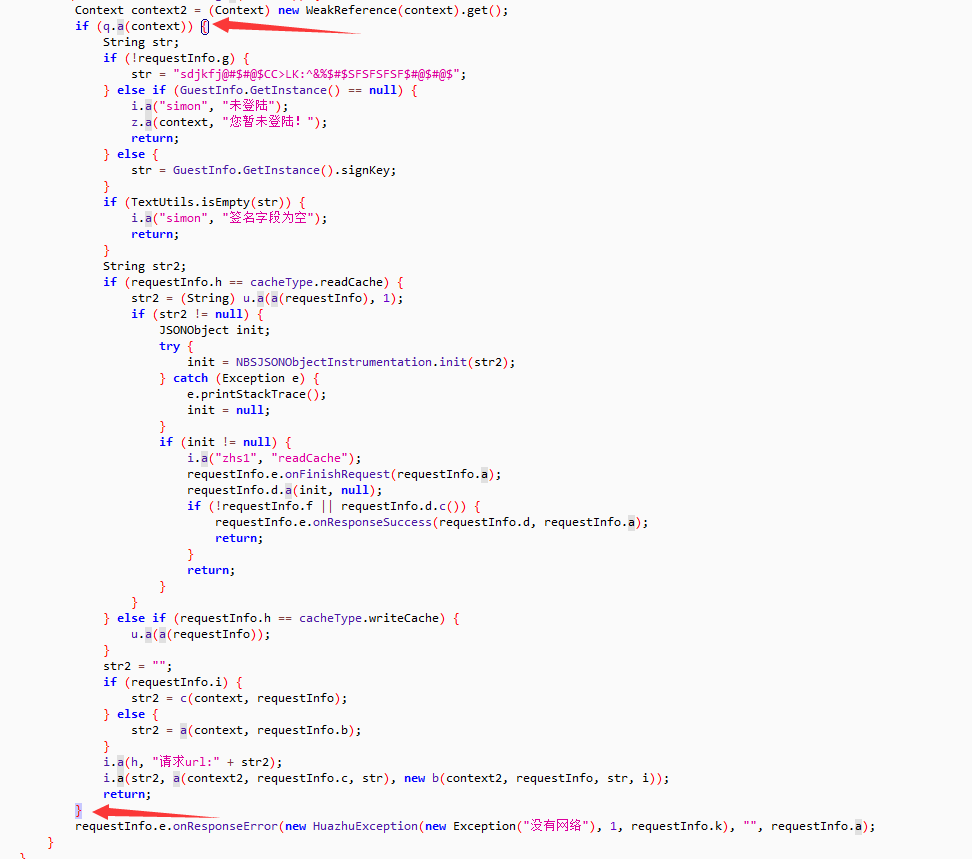 Context context2 = (Context) new WeakReference(context).get();
if (q.a(context)) {
String str;
if (!requestInfo.g) {
str = "sdjkfj@#$#@$CC>LK:^&%$#$SFSFSFSF$#@$#@$";
} else if (GuestInfo.GetInstance() == null) {
i.a("simon", "未登陆");
z.a(context, "您暂未登陆！");
return;
} else {
str = GuestInfo.GetInstance().signKey;
}
if (TextUtils.isEmpty(str)) {
i.a("simon", "签名字段为空");
return;
}
String str2;
if (requestInfo.h == cacheType.readCache) {
str2 = (String) u.a(a(requestInfo), 1);
if (str2 != null) {
JSONObject init;
try {
init = NBSJSONObjectInstrumentation.init(str2);
} catch (Exception e) {
e.printStackTrace();
init = null;
}
if (init != null) {
i.a("zhs1", "readCache");
requestInfo.e.onFinishRequest(requestInfo.a);
requestInfo.d.a(init, null);
if (!requestInfo.f || requestInfo.d.c()) {
requestInfo.e.onResponseSuccess(requestInfo.d, requestInfo.a);
return;
}
return;
}
}
} else if (requestInfo.h == cacheType.writeCache) {
u.a(a(requestInfo));
}
str2 = "";
if (requestInfo.i) {
str2 = c(context, requestInfo);
} else {
str2 = a(context, requestInfo.b);
}
i.a(h, "请求url:" + str2);
i.a(str2, a(context2, requestInfo.c, str), new b(context2, requestInfo, str, i));
return;
}
requestInfo.e.onResponseError(new HuazhuException(new Exception("没有网络"), 1, requestInfo.k), "", requestInfo.a);
}
}